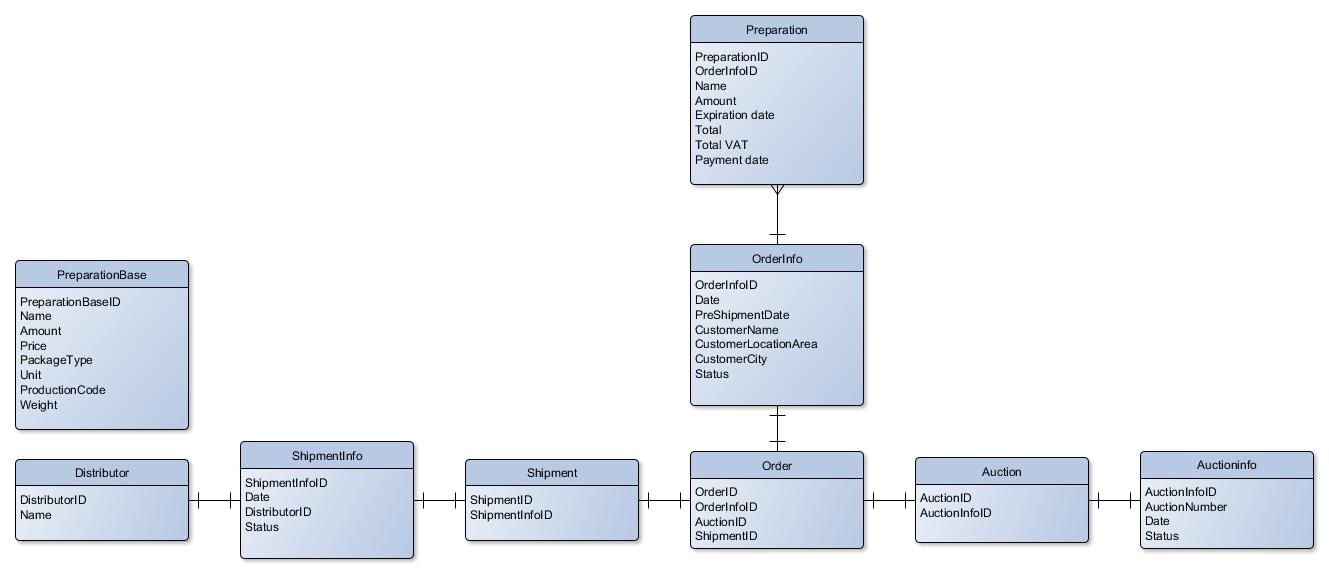 Preparation
PreparationID
OrderInfoID
Name
Amount
Expiration date
Total
Total VAT
Payment date
OrderInfo
OrderInfoID
Date
PreShipmentDate
CustomerName
CustomerLocationArea
CustomerCity
Status
PreparationBase
PreparationBaseID
Name
Amount
Price
PackageType
Unit
ProductionCode
Weight
Distributor
DistributorID
Name
ShipmentInfo
ShipmentInfoID
Date
DistributorID
Status
Shipment
ShipmentID
ShipmentInfoID
Order
OrderID
OrderInfoID
AuctionID
ShipmentID
Auction
AuctionID
AuctionInfoID
Auctioninfo
AuctionInfoID
AuctionNumber
Date
Status